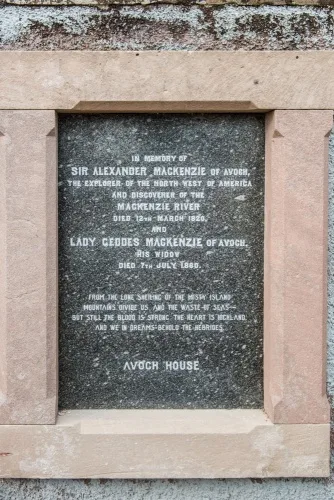 IN MEMORY OF
SIR ALEXANDER MACKENZIE OF AVOCH,
THE EXPLORER OF THE NORTH WEST OF AMERICA
AND DISCOVERER OF THE
MACKENZIE RIVER
DIED 12TH MARCH 1820,
AND
LADY GEDDES MACKENZIE OF AVOCH,
HIS WIDOW
DIED 7TH JULY 1860.
FROM THE LONE SHEILING OF THE MISTY ISLAND
MOUNTAINS DIVIDE US AND THE WASTE OF SEAS—
BUT STILL THE BLOOD IS STRONG THE HEART IS HIGHLAND,
AND WE IN DREAMS BEHOLD THE HEBRIDES.
AVOCH HOUSE